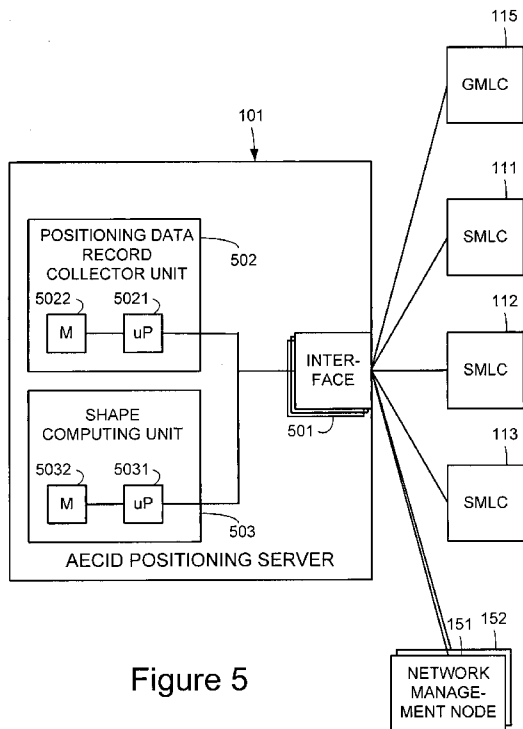 115
GMLC
101
111
SMLC
POSITIONING DATA
RECORD
COLLECTOR UNIT
502
5022
5021
M
uP
112
SMLC
INTER-
FACE
501
SHAPE
COMPUTING UNIT
5032
5031
M
uP
503
113
SMLC
AECID POSITIONING SERVER
151
152
NETWORK
MANAGE-
MENT NODE
Figure 5